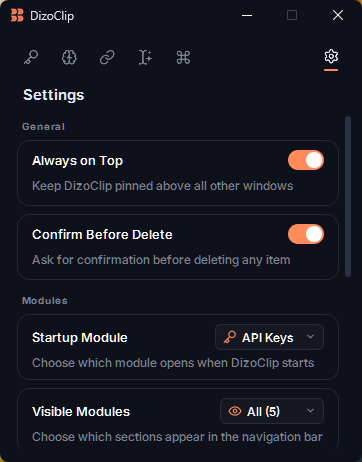 DizoClip
Settings
General
Always on Top
Keep DizoClip pinned above all other windows
Confirm Before Delete
Ask for confirmation before deleting any item
Modules
Startup Module
API Keys
Choose which module opens when DizoClip starts
Visible Modules
All (5)
Choose which sections appear in the navigation bar